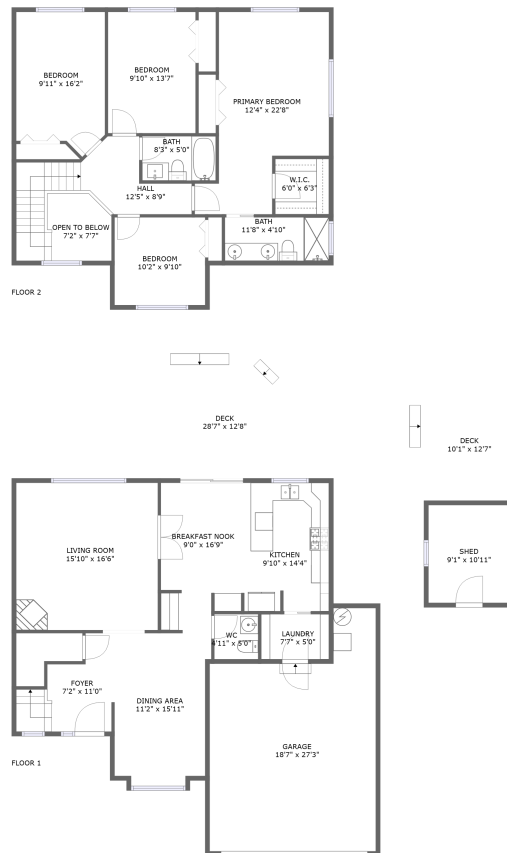 BEDROOM
9'11" x 16'2"
BEDROOM
9'10" x 13'7"
PRIMARY BEDROOM
12'4" x 22'8"
BATH
8'3" x 5'0"
W.I.C.
6'0" x 6'3"
HALL
12'5" x 8'9"
OPEN TO BELOW
7'2" x 7'7"
BATH
11'8" x 4'10"
BEDROOM
10'2" x 9'10"
FLOOR 2
DECK
28'7" x 12'8"
DECK
10'1" x 12'7"
LIVING ROOM
15'10" x 16'6"
BREAKFAST NOOK
9'0" x 16'9"
KITCHEN
9'10" x 14'4"
SHED
9'1" x 10'11"
WC
4'11" x 5'0"
LAUNDRY
7'7" x 5'0"
FOYER
7'2" x 11'0"
DINING AREA
11'2" x 15'11"
GARAGE
18'7" x 27'3"
FLOOR 1